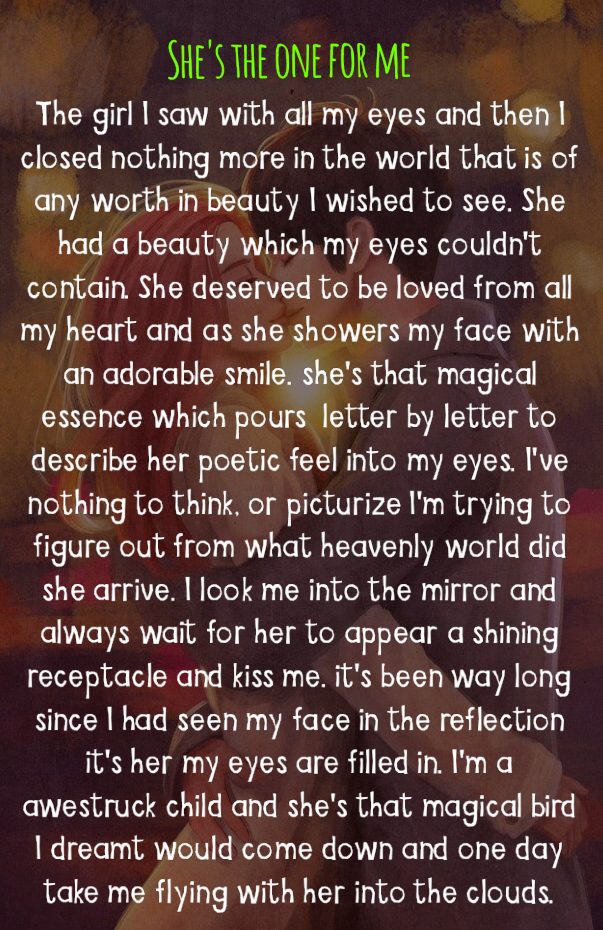 She's the one for me
The girl I saw with all my eyes and then I
closed nothing more in the world that is of
any worth in beauty I wished to see. She
had a beauty which my eyes couldn't
contain. She deserved to be loved from all
my heart and as she showers my face with
an adorable smile. she's that magical
essence which pours letter by letter to
describe her poetic feel into my eyes. I've
nothing to think, or picturize I'm trying to
figure out from what heavenly world did
she arrive. I look me into the mirror and
always wait for her to appear a shining
receptacle and kiss me. it's been way long
since I had seen my face in the reflection
it's her my eyes are filled in. I'm a
awestruck child and she's that magical bird
I dreamt would come down and one day
take me flying with her into the clouds.